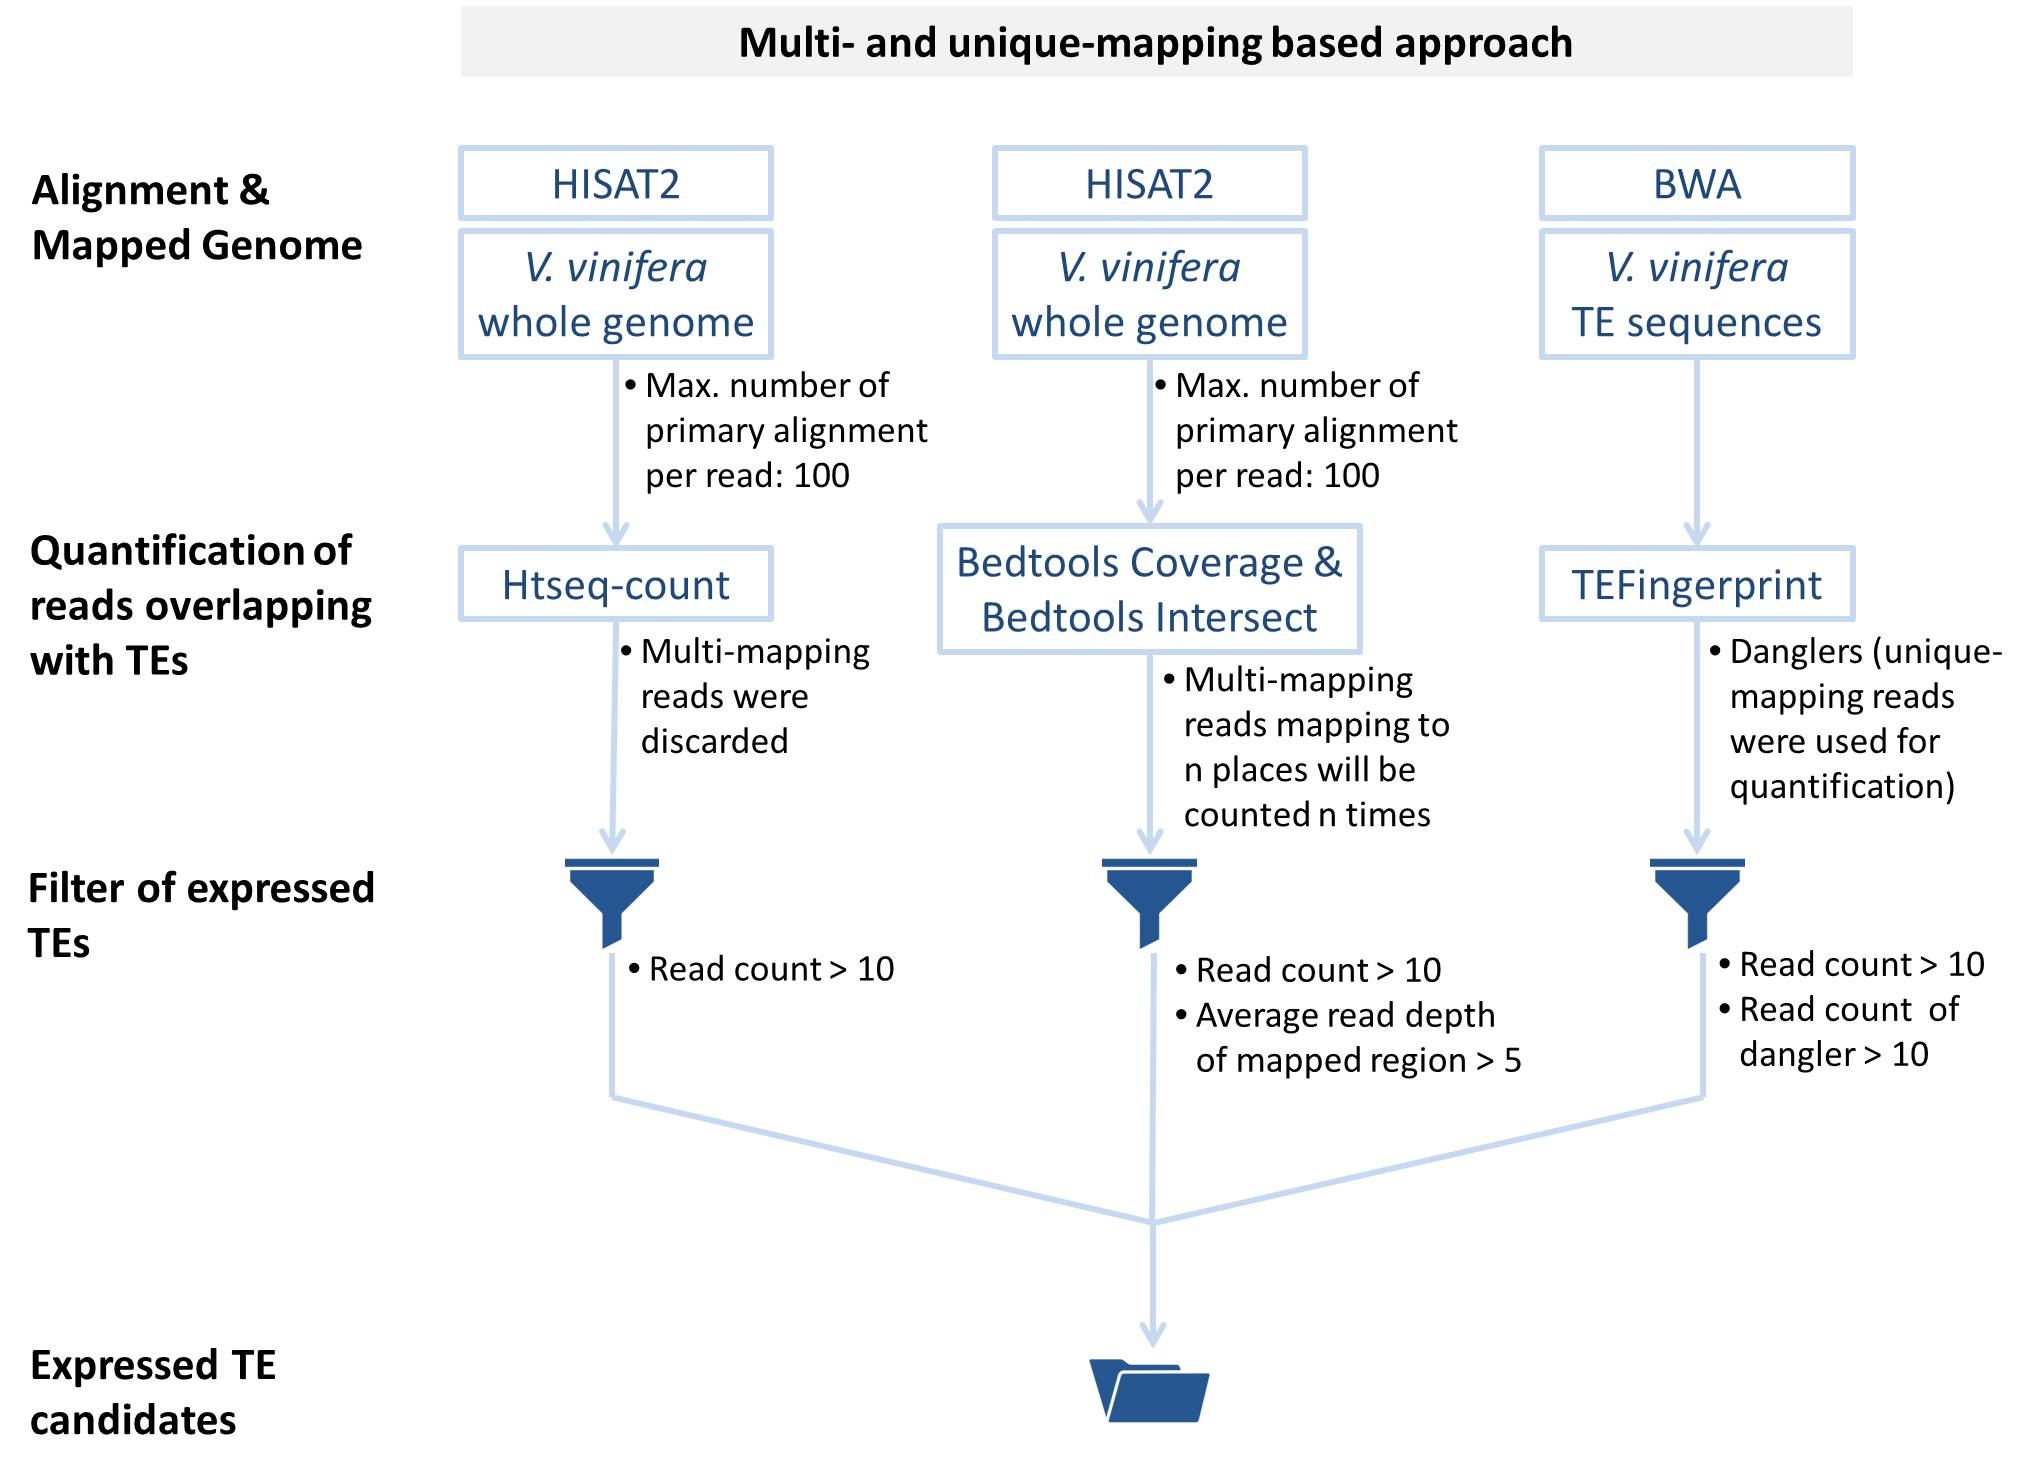 Multi- and unique-mapping based approach
Alignment &
Mapped Genome
HISAT2
V. vinifera
whole genome
• Max. number of
primary alignment
per read: 100
HISAT2
V. vinifera
whole genome
• Max. number of
primary alignment
per read: 100
BWA
V. vinifera
TE sequences
Quantification of
reads overlapping
with TEs
Htseq-count
• Multi-mapping
reads were
discarded
Bedtools Coverage &
Bedtools Intersect
• Multi-mapping
reads mapping to
n places will be
counted n times
TEFingerprint
• Danglers (unique-
mapping reads
were used for
quantification)
Filter of expressed
TEs
• Read count > 10
• Read count > 10
• Average read depth
of mapped region > 5
• Read count > 10
• Read count of
dangler > 10
Expressed TE
candidates